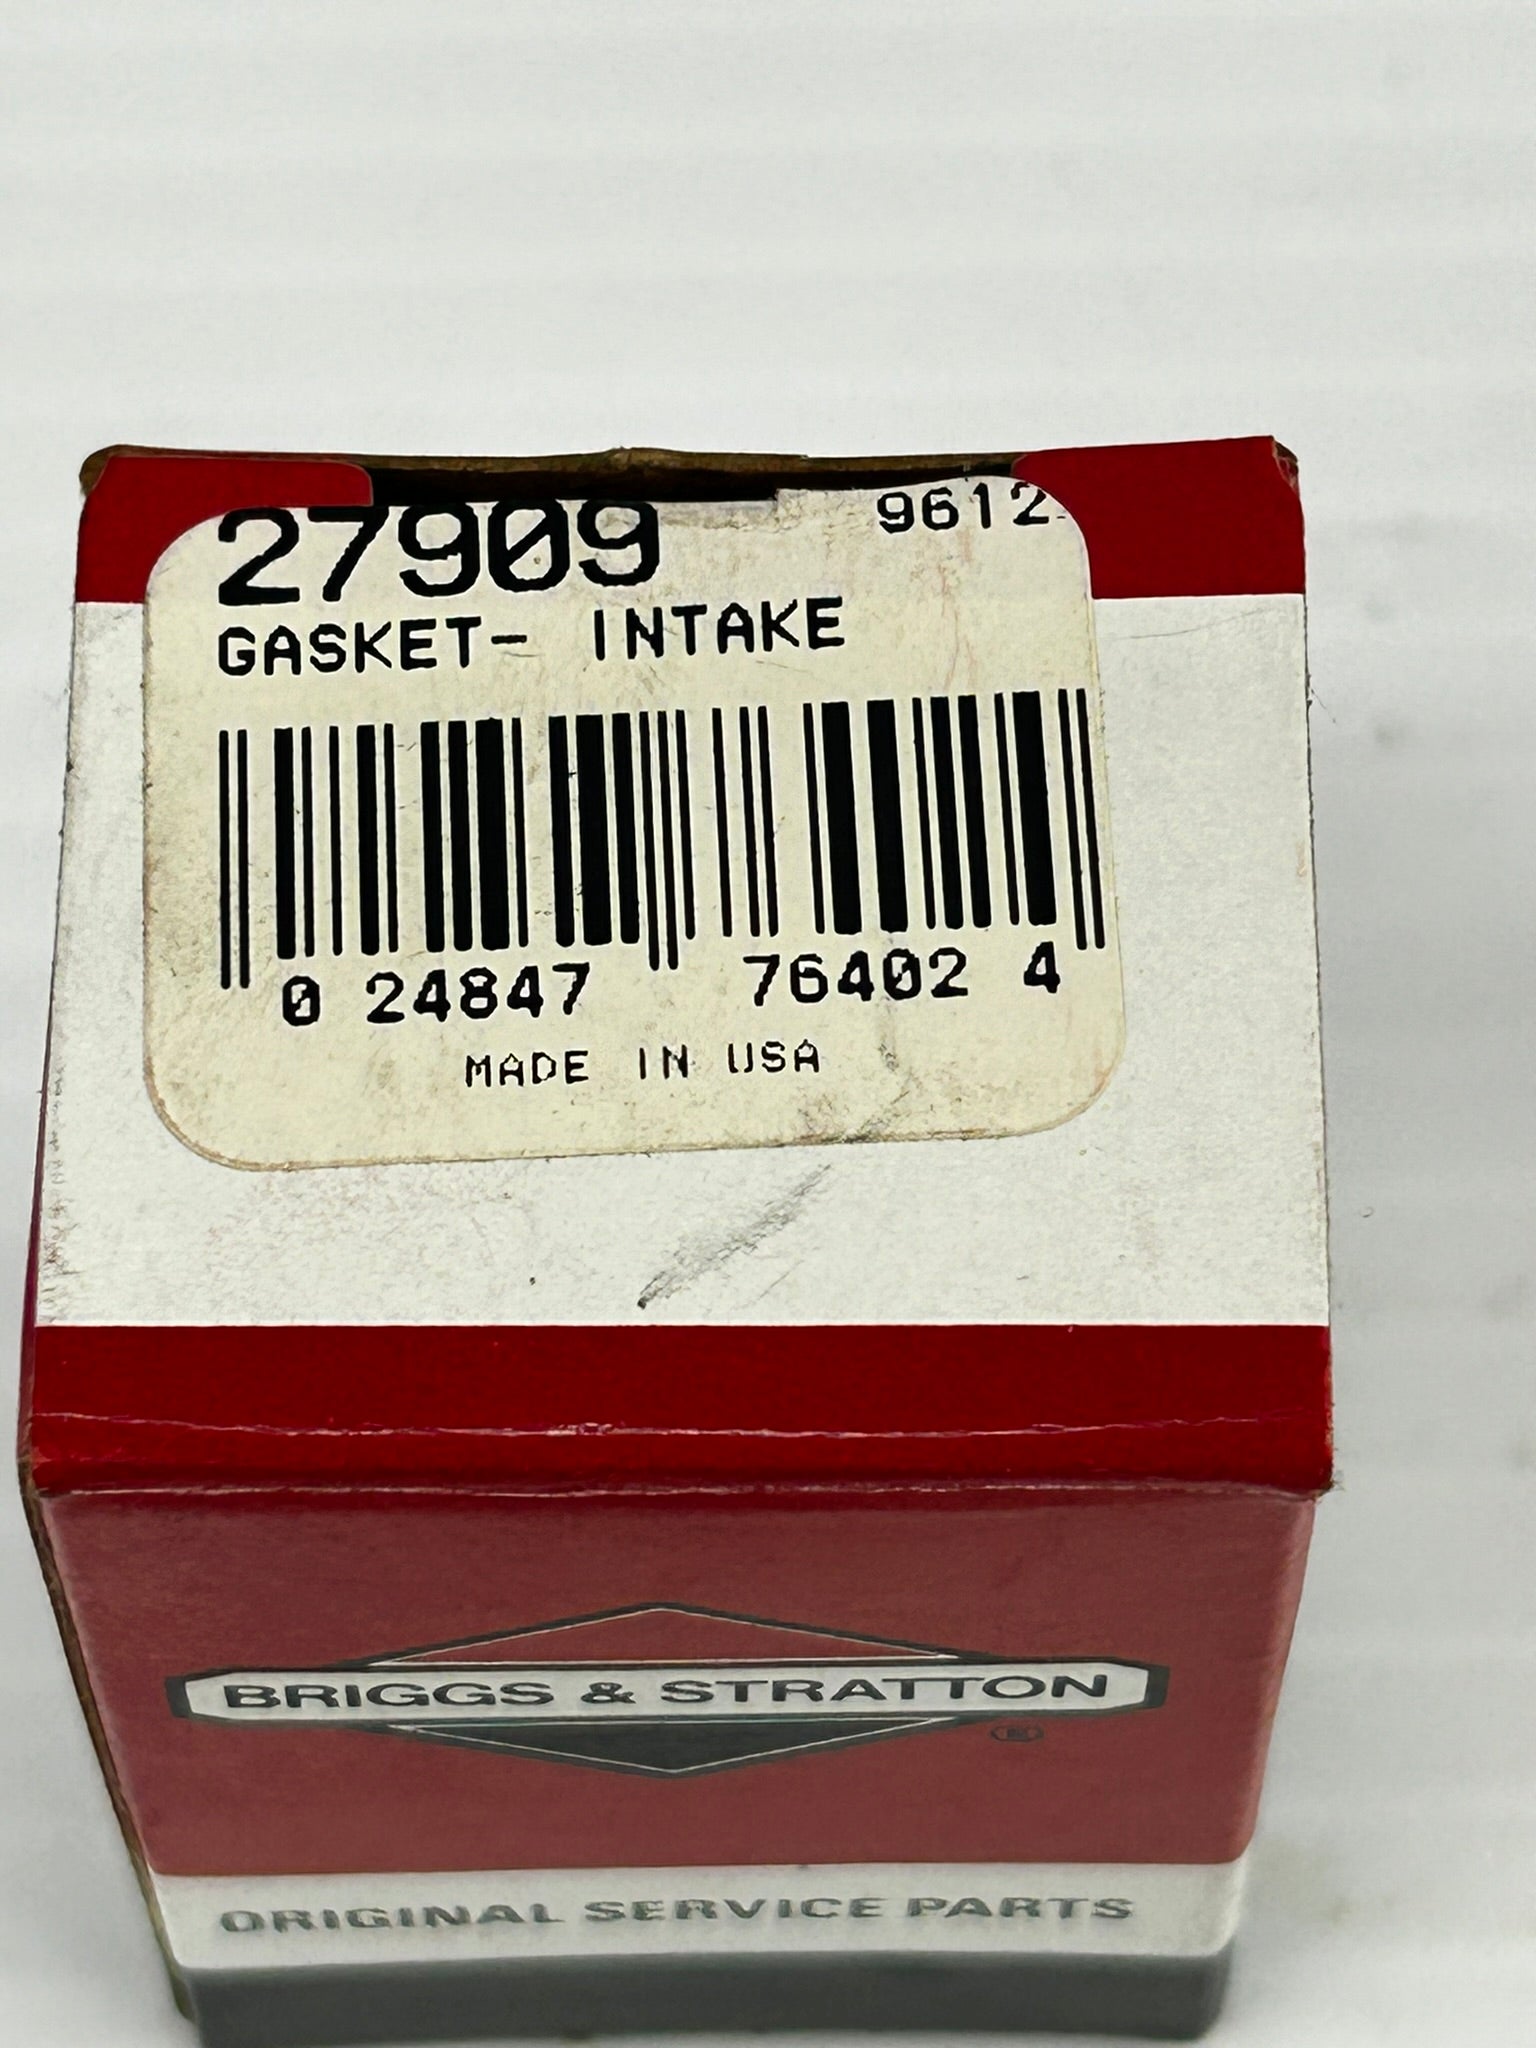 27909 9612
GASKET- INTAKE
0 24847 76402 4
MADE IN USA
BRIGGS & STRATTON
ORIGINAL SERVICE PARTS